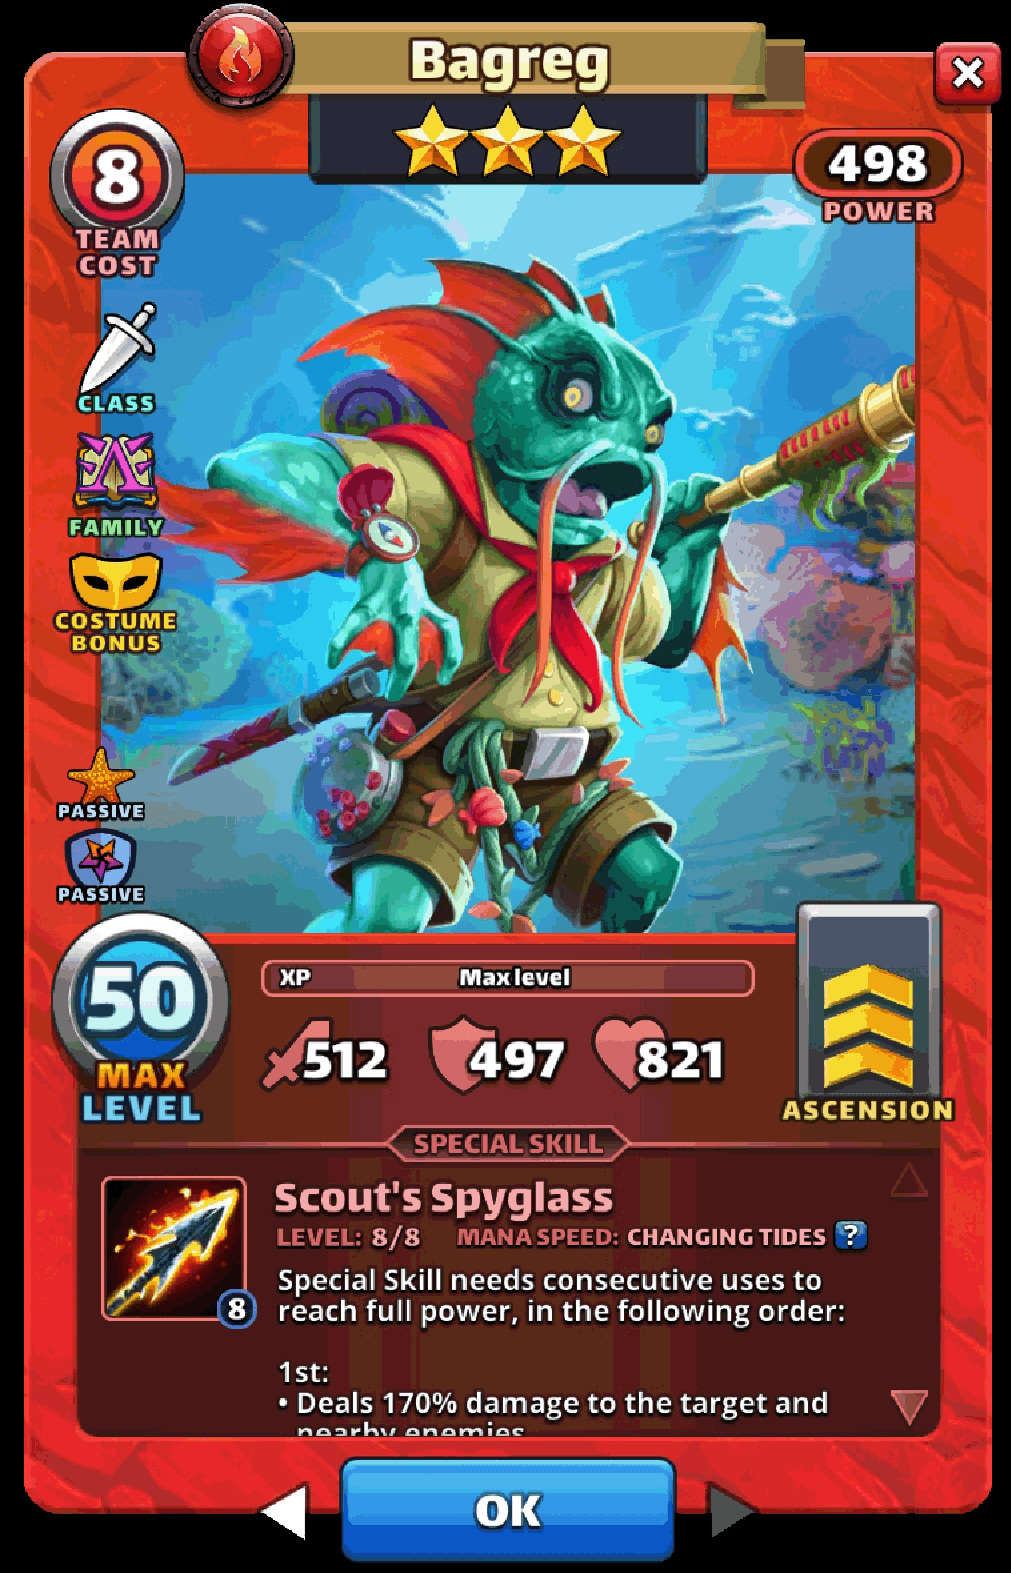 Bagreg
8
TEAM
COST
498
POWER
CLASS
FAMILY
COSTUME
BONUS
PASSIVE
PASSIVE
50
MAX
LEVEL
XP
Max level
512
497
821
ASCENSION
SPECIAL SKILL
Scout's Spyglass
LEVEL: 8/8 MANA SPEED: CHANGING TIDES ?
8
Special Skill needs consecutive uses to
reach full power, in the following order:
1st:
• Deals 170% damage to the target and
nearby enemies
OK